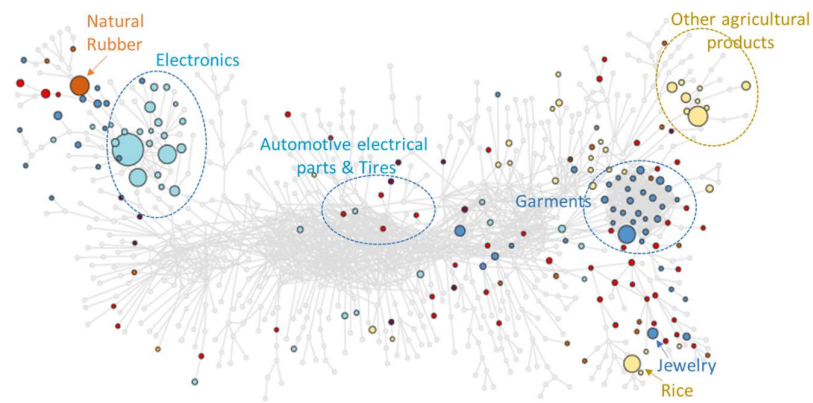 Natural
Rubber
Electronics
Other agricultural
products
Automotive electrical
parts & Tires
Garments
Jewelry
Rice